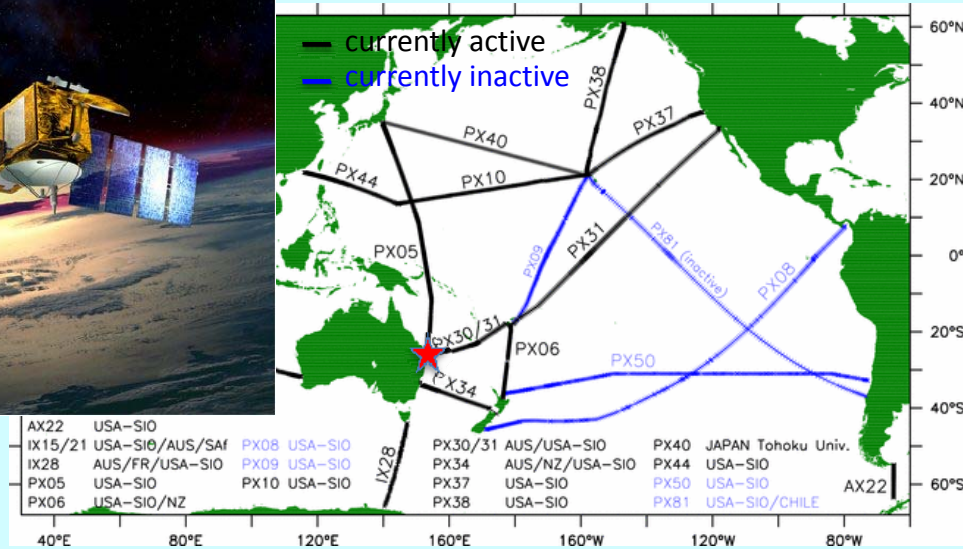 currently active
currently inactive
60°N
40°N
20°N
0°
20°S
40°S
60°S
PX38
PX37
PX40
PX10
PX44
PX31
PX09
PX81 (inactive)
PX08
PX05
PX30/31
PX06
PX50
PX34
IX28
AX22
AX22 USA-SIO
IX15/21 USA-SIO/AUS/SAf
IX28 AUS/FR/USA-SIO
PX05 USA-SIO
PX06 USA-SIO/NZ
PX08 USA-SIO
PX09 USA-SIO
PX10 USA-SIO
PX30/31 AUS/USA-SIO
PX34 AUS/NZ/USA-SIO
PX37 USA-SIO
PX38 USA-SIO
PX40 JAPAN Tohoku Univ.
PX44 USA-SIO
PX50 USA-SIO
PX81 USA-SIO/CHILE
40°E 80°E 120°E 160°E 160°W 120°W 80°W